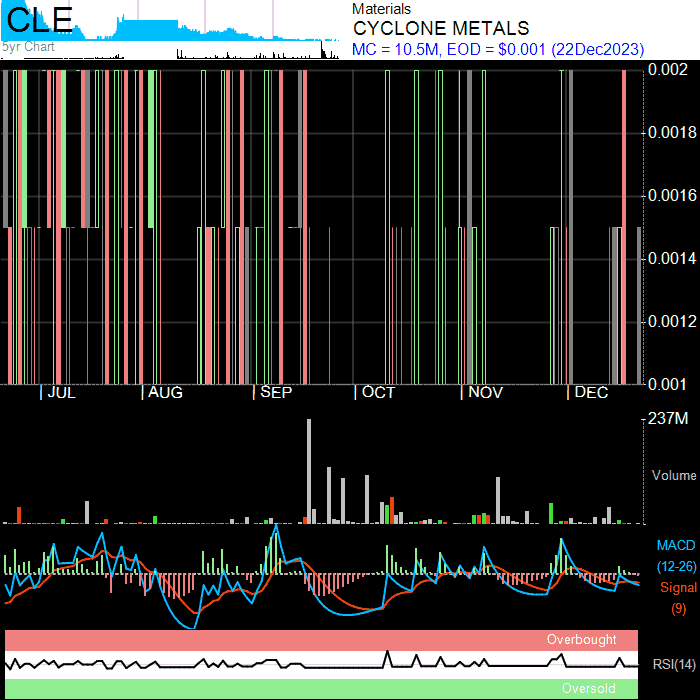 CLE
5yr Chart
Materials
CYCLONE METALS
MC = 10.5M, EOD = $0.001 (22Dec2023)
0.002
0.0018
0.0016
0.0014
0.0012
0.001
JUL AUG SEP OCT NOV DEC
237M
Volume
MACD
(12-26)
Signal
(9)
Overbought
RSI(14)
Oversold